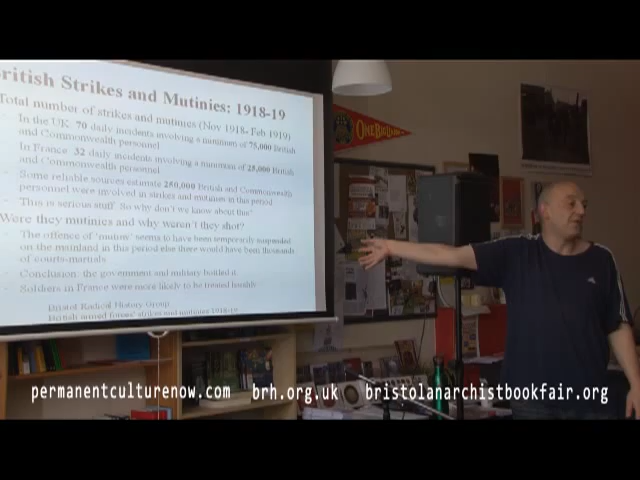 British Strikes and Mutinies: 1918-19
Total number of strikes and mutinies (Nov 1918- Feb 1919)
- In the UK: 70 daily incidents involving a minimum of 75,000 British
and Commonwealth personnel
- In France: 32 daily incidents involving a minimum of 25,000 British
and Commonwealth personnel
- Some reliable sources estimate 250,000 British and Commonwealth
personnel were involved in strikes and mutinies in this period
- This is serious stuff. So why don't we know about this?
Were they mutinies and why weren't they shot?
- The offence of 'mutiny' seems to have been temporarily suspended
on the mainland in this period else there would have been thousands
of courts-martials
- Conclusion: the government and military bottled it
- Soldiers in France were more likely to be treated harshly
Bristol Radical History Group
British armed forces' strikes and mutinies 1918-19
ONE BIG
adidas
permanentculturenow.com brh.org.uk bristolanarchistbookfair.org